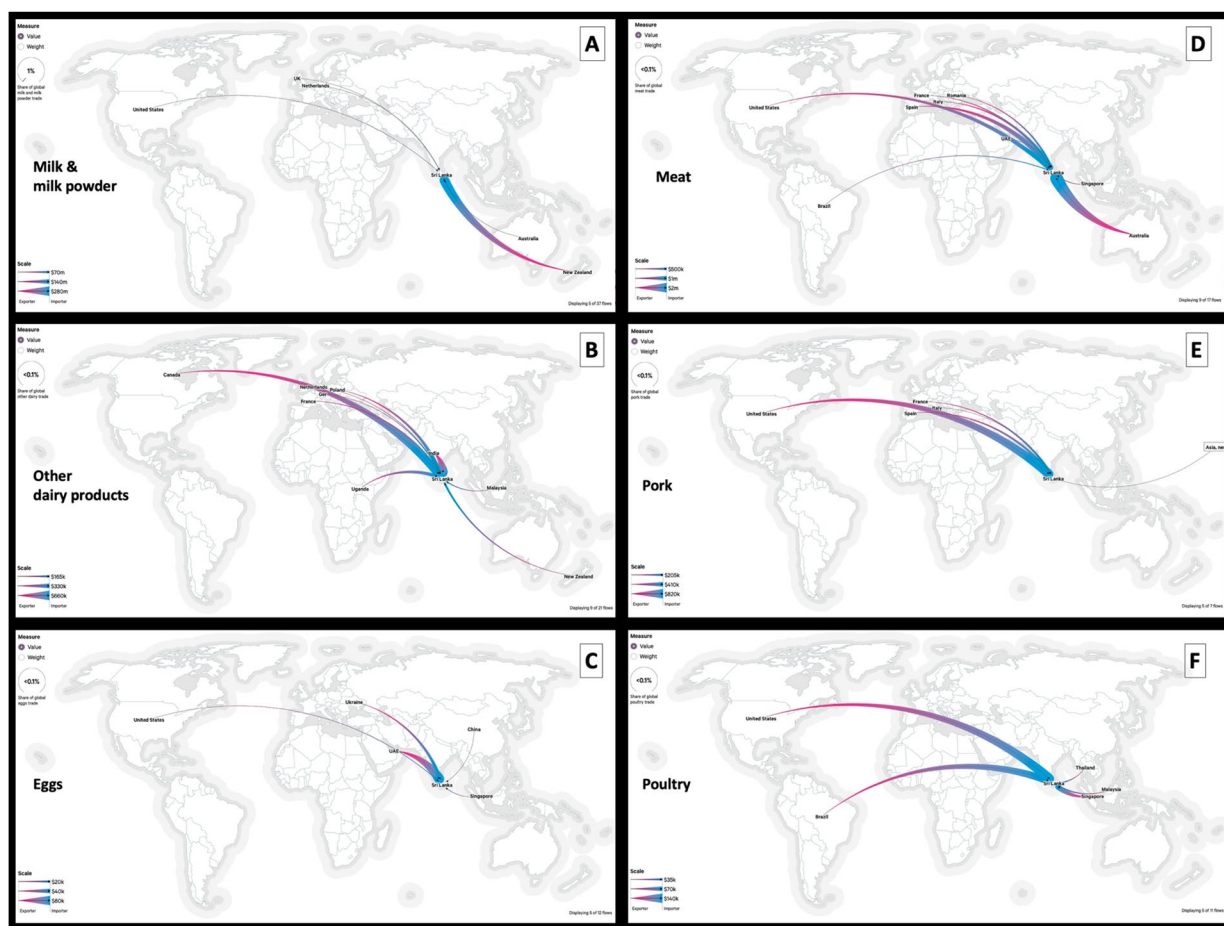 Measure
Value
Weight
1%
Share of global
milk and milk
powder trade
A
UK
Netherlands
United States
Milk &
milk powder
Sri Lanka
Australia
New Zealand
Scale
$70m
$140m
$280m
Exporter Importer
Displaying 5 of 37 flows
Measure
Value
Weight
<0.1%
Share of global
meat trade
D
France
Romania
Italy
Spain
United States
UAE
Meat
Sri Lanka
Singapore
Brazil
Australia
Scale
$500k
$1m
$2m
Exporter Importer
Displaying 9 of 17 flows
Measure
Value
Weight
<0.1%
Share of global
other dairy trade
B
Canada
Netherlands
Poland
France
India
Other
dairy products
Sri Lanka
Uganda
Malaysia
New Zealand
Scale
$165k
$330k
$660k
Exporter Importer
Displaying 9 of 21 flows
Measure
Value
Weight
<0.1%
Share of global
pork trade
E
France
Italy
Spain
United States
Asia, ne
Pork
Sri Lanka
Scale
$205k
$410k
$820k
Exporter Importer
Displaying 5 of 7 flows
Measure
Value
Weight
<0.1%
Share of global
eggs trade
C
Ukraine
United States
China
UAE
Eggs
Sri Lanka
Singapore
Scale
$20k
$40k
$80k
Exporter Importer
Displaying 5 of 12 flows
Measure
Value
Weight
<0.1%
Share of global
poultry trade
F
United States
Thailand
Poultry
Sri Lanka
Malaysia
Singapore
Brazil
Scale
$35k
$70k
$140k
Exporter Importer
Displaying 5 of 11 flows